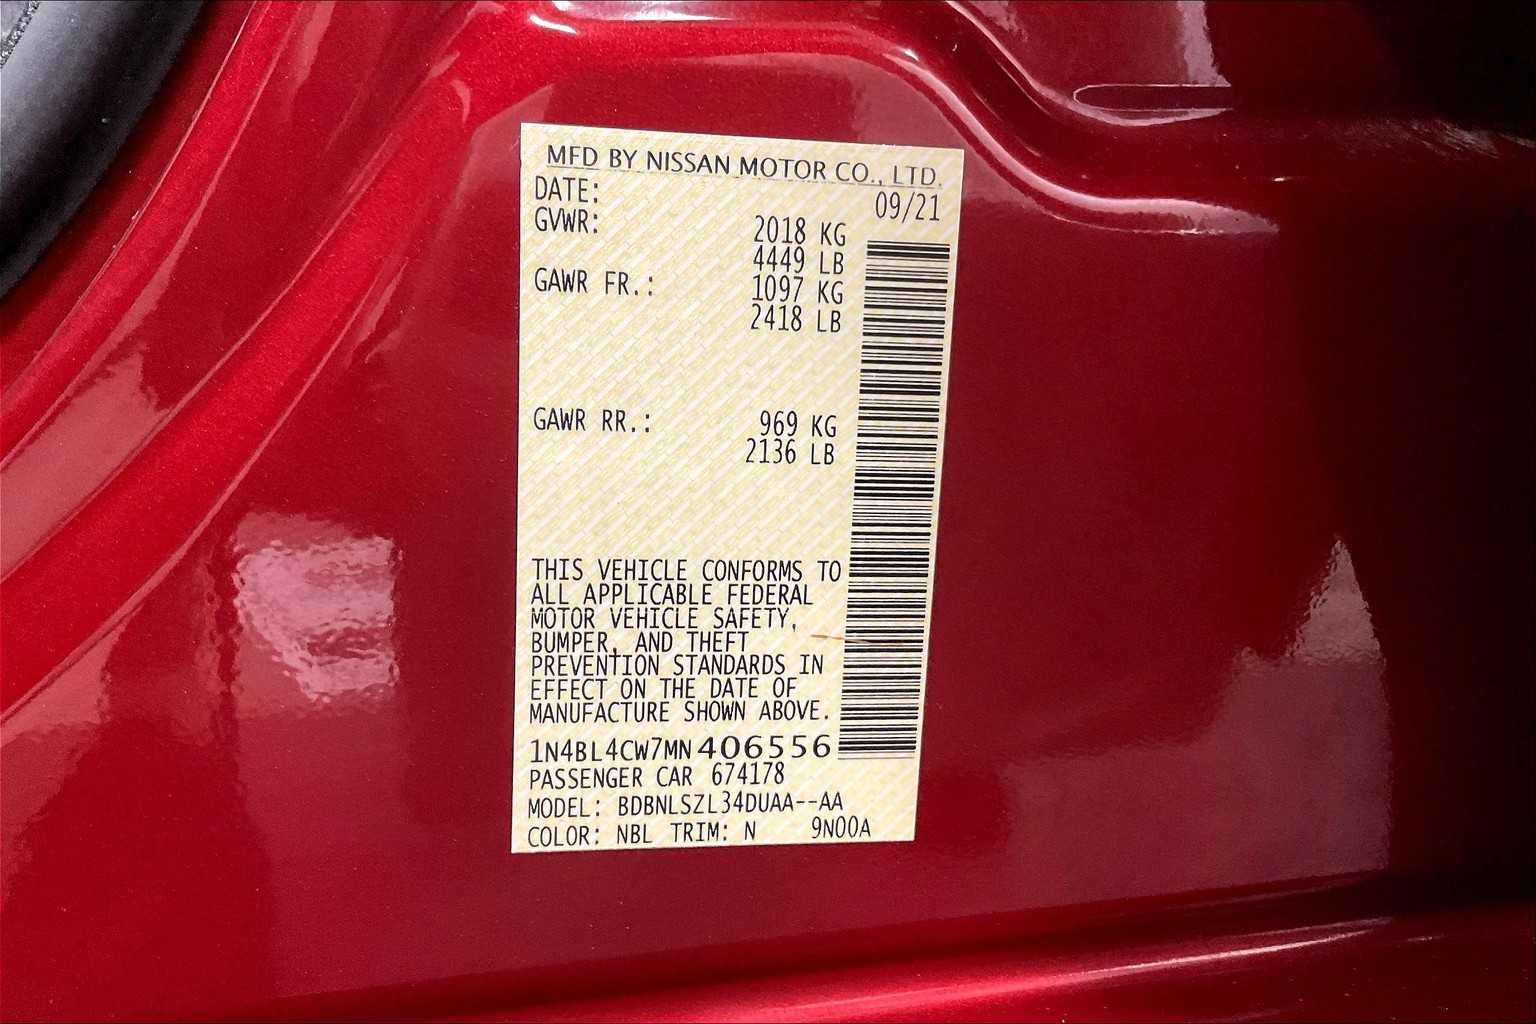 MFD BY NISSAN MOTOR CO., LTD.
DATE: 09/21
GVWR: 2018 KG
4449 LB
GAWR FR.: 1097 KG
2418 LB
GAWR RR.: 969 KG
2136 LB
THIS VEHICLE CONFORMS TO
ALL APPLICABLE FEDERAL
MOTOR VEHICLE SAFETY,
BUMPER, AND THEFT
PREVENTION STANDARDS IN
EFFECT ON THE DATE OF
MANUFACTURE SHOWN ABOVE.
1N4BL4CW7MN406556
PASSENGER CAR 674178
MODEL: BDBNLSZL34DUAA--AA
COLOR: NBL TRIM: N 9N00A